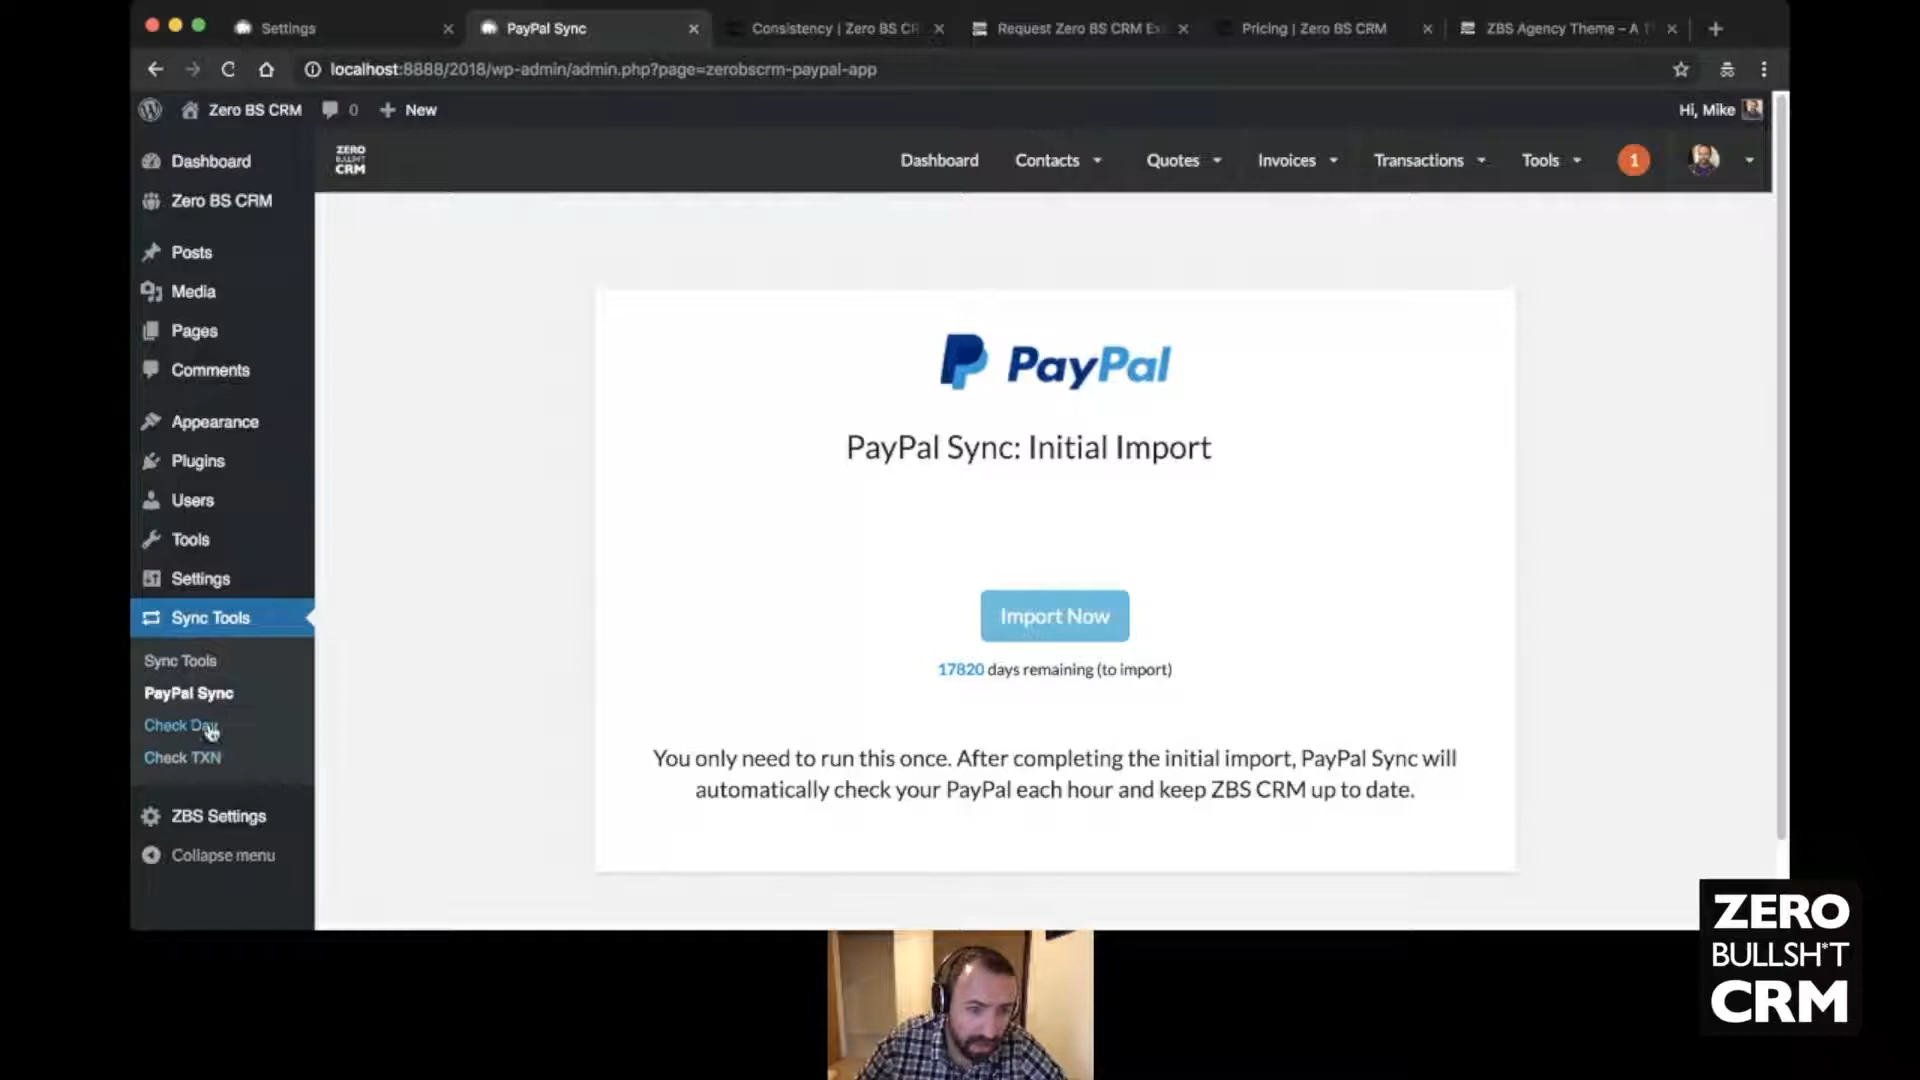 Settings
PayPal Sync
Consistency | Zero BS CR
Request Zero BS CRM Ex
Pricing | Zero BS CRM
ZBS Agency Theme – A T
localhost:8888/2018/wp-admin/admin.php?page=zerobscrm-paypal-app
Zero BS CRM
0
New
Hi, Mike
Dashboard
Zero BS CRM
Posts
Media
Pages
Comments
Appearance
Plugins
Users
Tools
Settings
Sync Tools
Sync Tools
PayPal Sync
Check Day
Check TXN
ZBS Settings
Collapse menu
ZERO
BULLSH*T
CRM
Dashboard
Contacts
Quotes
Invoices
Transactions
Tools
1
PayPal
PayPal Sync: Initial Import
Import Now
17820 days remaining (to import)
You only need to run this once. After completing the initial import, PayPal Sync will
automatically check your PayPal each hour and keep ZBS CRM up to date.
ZERO
BULLSH*T
CRM